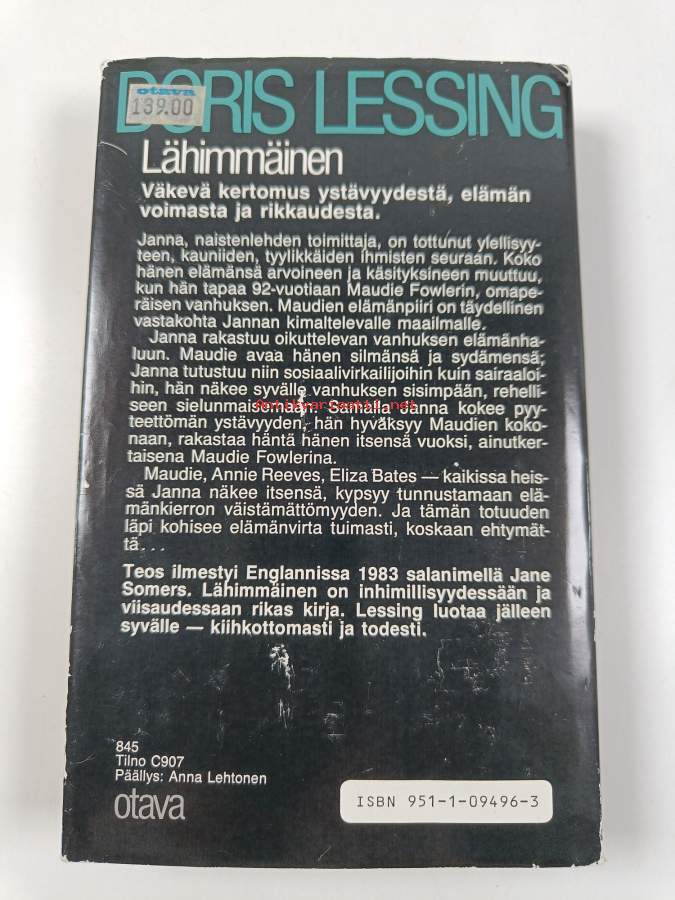 DORIS LESSING
otava
139.00
Lähimmäinen
Väkevä kertomus ystävyydestä, elämän
voimasta ja rikkaudesta.
Janna, naistenlehden toimittaja, on tottunut ylellisyy-
teen, kauniiden, tyylikkäiden ihmisten seuraan. Koko
hänen elämänsä arvoineen ja käsityksineen muuttuu,
kun hän tapaa 92-vuotiaan Maudie Fowlerin, omape-
räisen vanhuksen. Maudien elämänpiiri on täydellinen
vastakohta Jannan kimaltelevalle maailmalle.
Janna rakastuu oikuttelevan vanhuksen elämänha-
luun. Maudie avaa hänen silmänsä ja sydämensä;
Janna tutustuu niin sosiaalivirkailijoihin kuin sairaaloi-
hin, hän näkee syvälle vanhuksen sisimpään, rehelli-
seen sielunmaisemaan. Samalla Janna kokee pyy-
teettömän ystävyyden, hän hyväksyy Maudien koko-
naan, rakastaa häntä hänen itsensä vuoksi, ainutker-
taisena Maudie Fowlerina.
Maudie, Annie Reeves, Eliza Bates — kaikissa heis-
sä Janna näkee itsensä, kypsyy tunnustamaan elä-
mänkierron väistämättömyyden. Ja tämän totuuden
läpi kohisee elämänvirta tuimasti, koskaan ehtymät-
tä...
Teos ilmestyi Englannissa 1983 salanimellä Jane
Somers. Lähimmäinen on inhimillisyydessään ja
viisaudessaan rikas kirja. Lessing luotaa jälleen
syvälle — kiihkottomasti ja todesti.
845
Tilno C907
Päällys: Anna Lehtonen
otava
ISBN 951-1-09496-3
Antikvariaatti.net